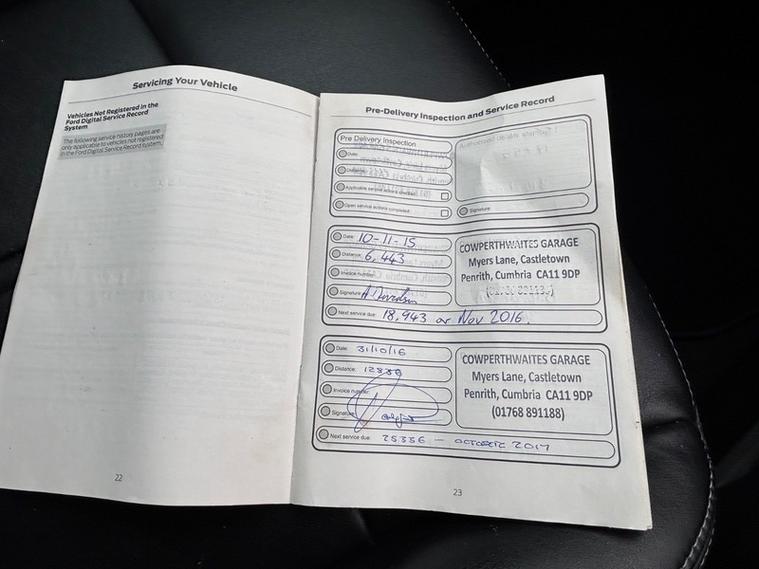 Servicing Your Vehicle
Vehicles Not Registered in the
Ford Digital Service Record
System
The following service history pages are
only applicable to vehicles not registered
in the Ford Digital Service Record system.
22
Pre-Delivery Inspection and Service Record
Pre Delivery Inspection
Date:
Distance:
Applicable service actions checked
Open service actions completed
Signature:
Date: 10-11-15
Distance: 6,443
Invoice number:
Signature:
Next service due: 18,943 or Nov 2016.
COWPERTHWAITES GARAGE
Myers Lane, Castletown
Penrith, Cumbria CA11 9DP
Date: 31/10/16
Distance:
Invoice number:
Signature:
Next service due: 25356 - OCTOBER 2017
COWPERTHWAITES GARAGE
Myers Lane, Castletown
Penrith, Cumbria CA11 9DP
(01768 891188)
23